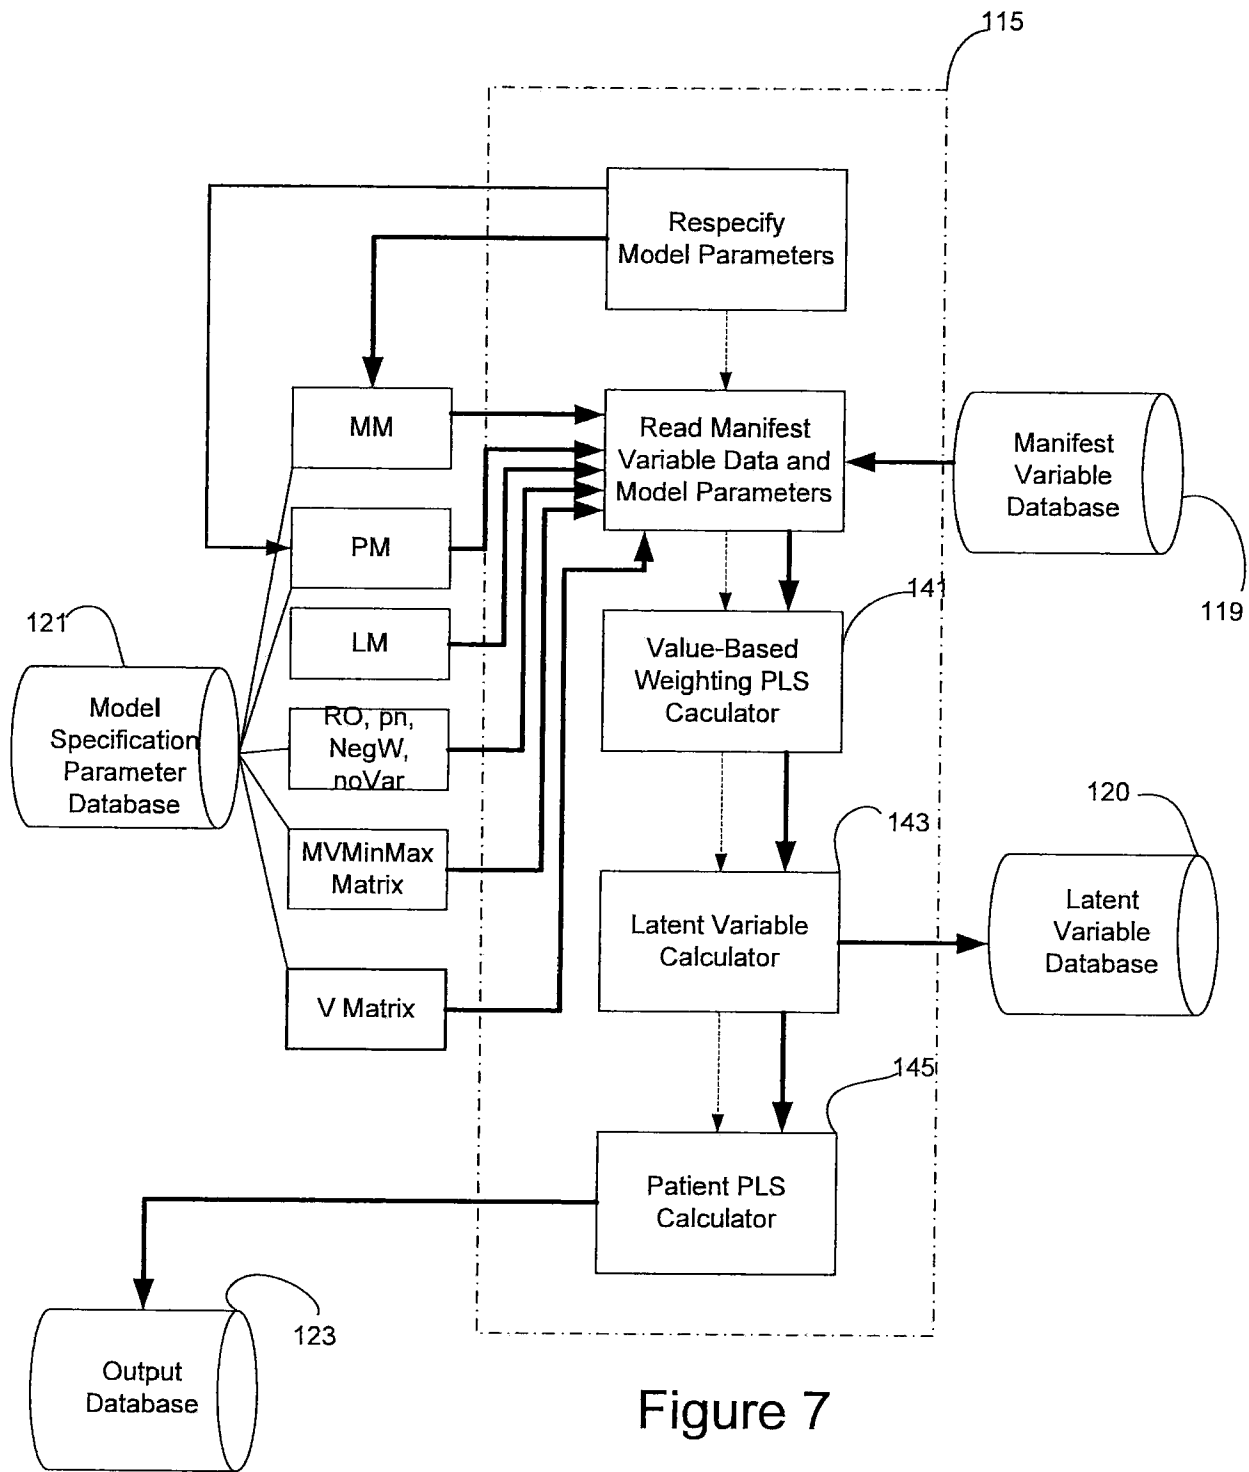 115
Respecify
Model Parameters
MM
Read Manifest
Variable Data and
Model Parameters
Manifest
Variable
Database
119
PM
141
121
LM
Value-Based
Weighting PLS
Caculator
Model
Specification
Parameter
Database
RO, pn,
NegW,
noVar
MVMinMax
Matrix
143
120
Latent Variable
Calculator
Latent
Variable
Database
V Matrix
145
Patient PLS
Calculator
123
Output
Database
Figure 7